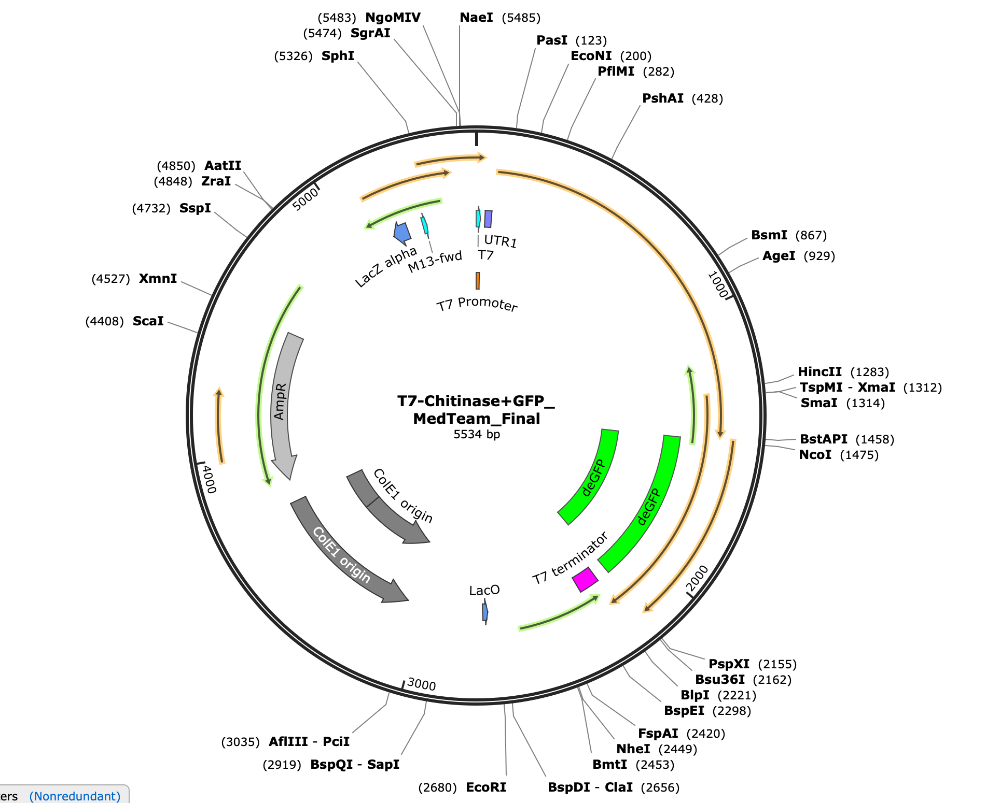 (5483) NgoMIV
NaeI (5485)
(5474) SgrAI
PasI (123)
(5326) SphI
EcoNI (200)
PflMI (282)
PshAI (428)
(4850) AatII
(4848) ZraI
5000
(4732) SspI
BsmI (867)
UTR1
T7
AgeI (929)
LacZ alpha
M13-fwd
1000
(4527) XmnI
T7 Promoter
(4408) ScaI
HincII (1283)
TspMI - XmaI (1312)
SmaI (1314)
AmpR
T7-Chitinase+GFP_
MedTeam_Final
5534 bp
BstAPI (1458)
NcoI (1475)
4000
ColE1 origin
deGFP
deGFP
ColE1 origin
T7 terminator
2000
LacO
PspXI (2155)
Bsu36I (2162)
3000
BlpI (2221)
BspEI (2298)
FspAI (2420)
(3035) AflIII - PciI
NheI (2449)
(2919) BspQI - SapI
BmtI (2453)
(2680) EcoRI
BspDI - ClaI (2656)
ters (Nonredundant)